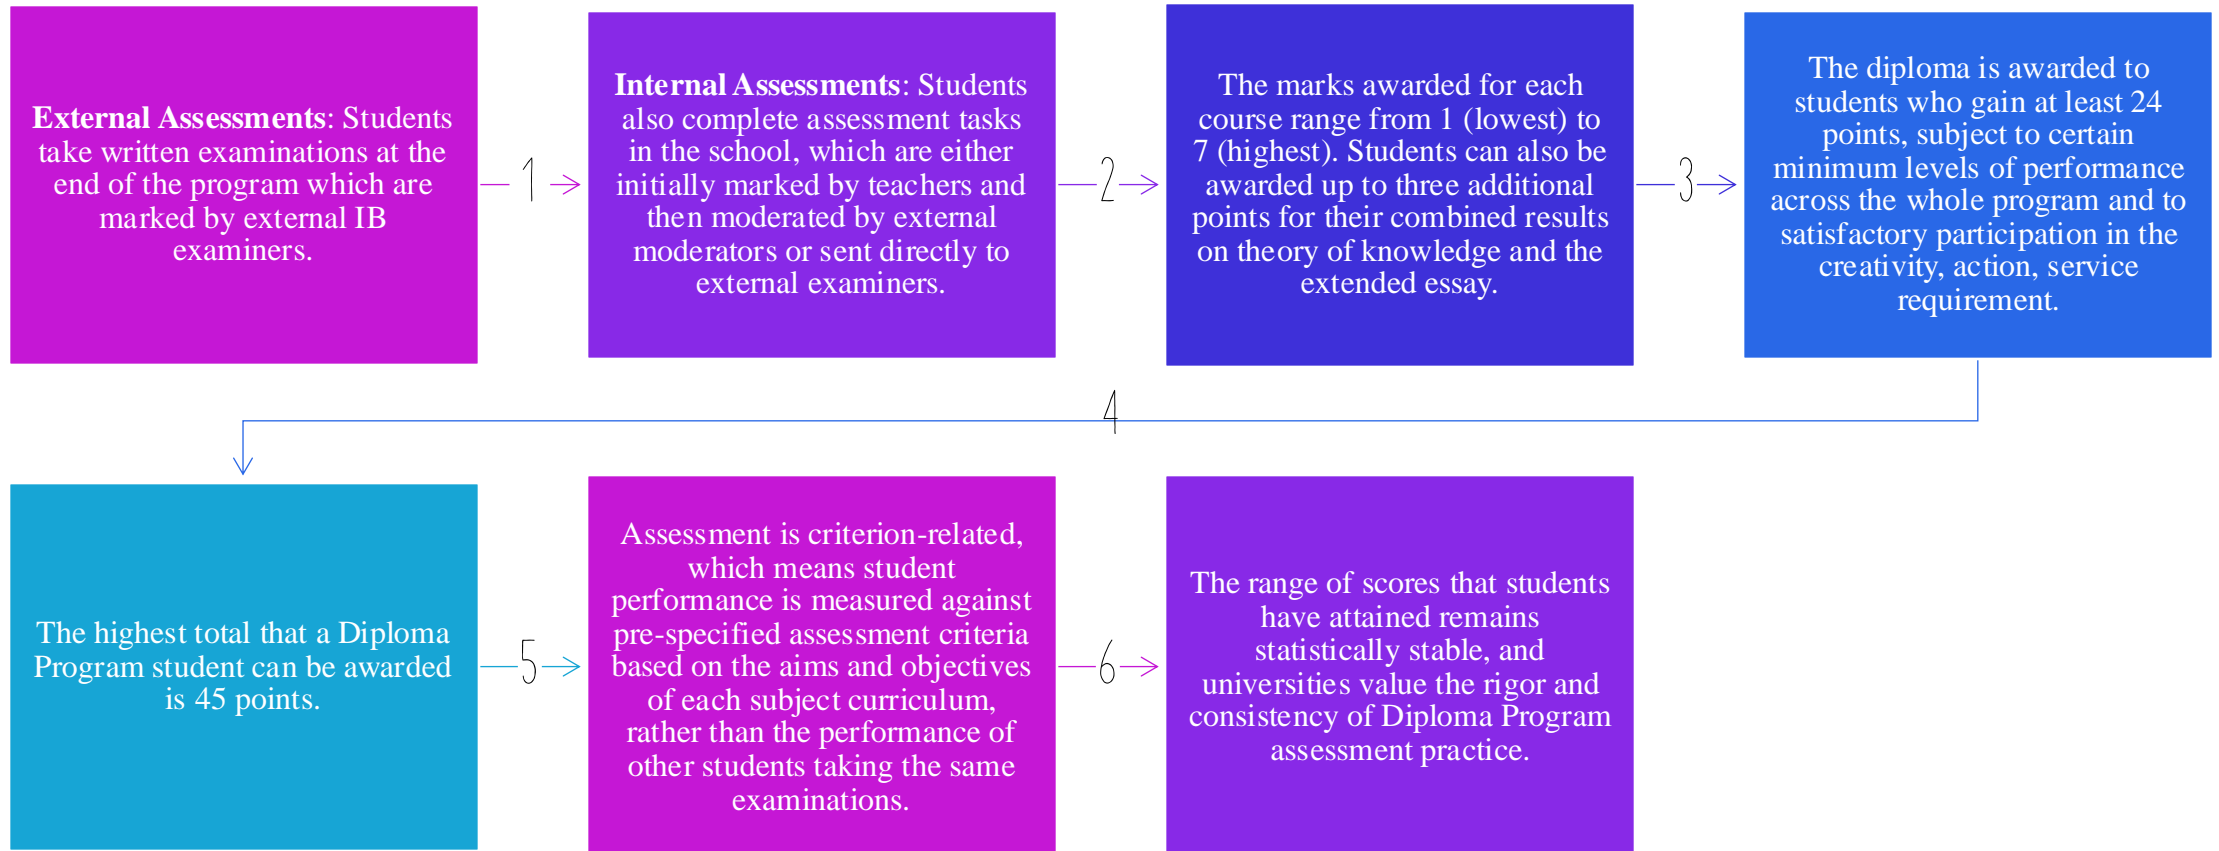 External Assessments: Students
take written examinations at the
end of the program which are
marked by external IB
examiners.
1
Internal Assessments: Students
also complete assessment tasks
in the school, which are either
initially marked by teachers and
then moderated by external
moderators or sent directly to
external examiners.
2
The marks awarded for each
course range from 1 (lowest) to
7 (highest). Students can also be
awarded up to three additional
points for their combined results
on theory of knowledge and the
extended essay.
3
The diploma is awarded to
students who gain at least 24
points, subject to certain
minimum levels of performance
across the whole program and to
satisfactory participation in the
creativity, action, service
requirement.
4
The highest total that a Diploma
Program student can be awarded
is 45 points.
5
Assessment is criterion-related,
which means student
performance is measured against
pre-specified assessment criteria
based on the aims and objectives
of each subject curriculum,
rather than the performance of
other students taking the same
examinations.
6
The range of scores that students
have attained remains
statistically stable, and
universities value the rigor and
consistency of Diploma Program
assessment practice.